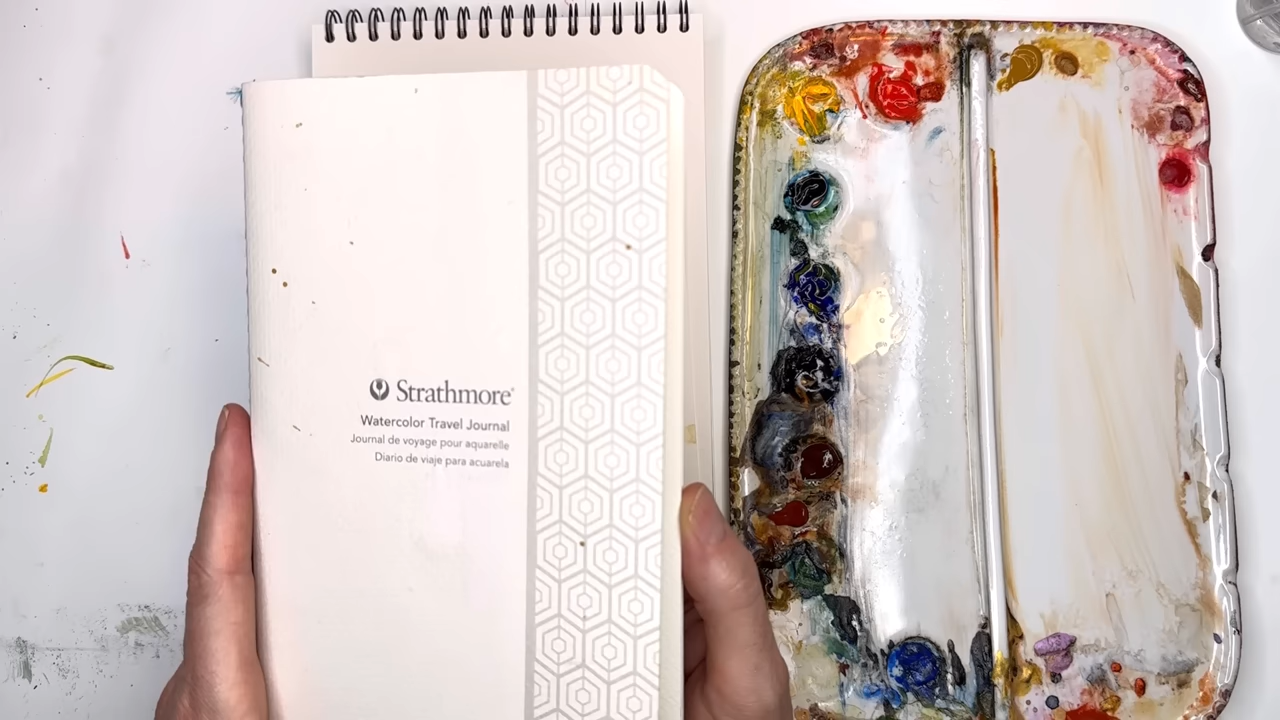 Strathmore®
Watercolor Travel Journal
Journal de voyage pour aquarelle
Diario de viaje para acuarela